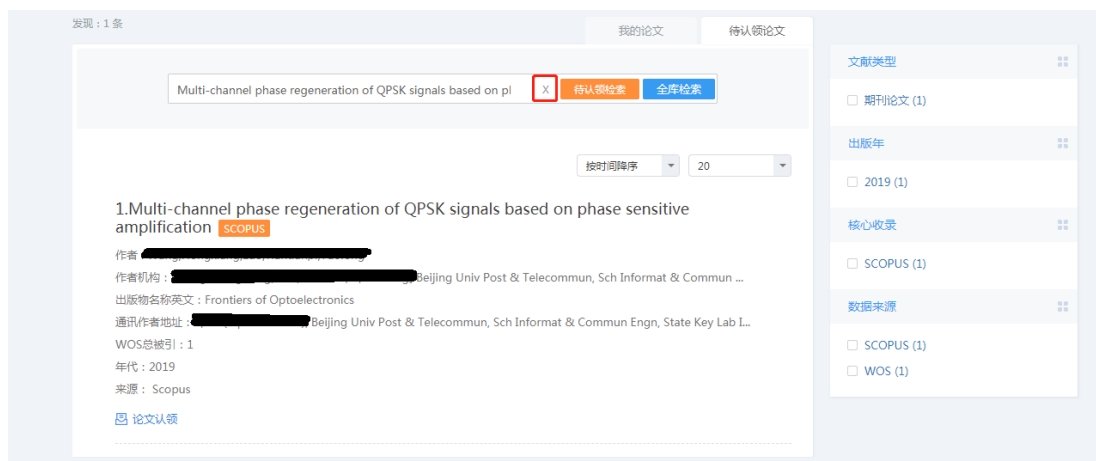 发现：1 条
我的论文
待认领论文
Multi-channel phase regeneration of QPSK signals based on pl
X
待认领检索
全库检索
按时间降序
20
1.Multi-channel phase regeneration of QPSK signals based on phase sensitive
amplification SCOPUS
作者
作者机构：Beijing Univ Post & Telecommun, Sch Informat & Commun ...
出版物名称英文：Frontiers of Optoelectronics
通讯作者地址：Beijing Univ Post & Telecommun, Sch Informat & Commun Engn, State Key Lab I...
WOS总被引：1
年代：2019
来源： Scopus
论文认领
文献类型
期刊论文 (1)
出版年
2019 (1)
核心收录
SCOPUS (1)
数据来源
SCOPUS (1)
WOS (1)